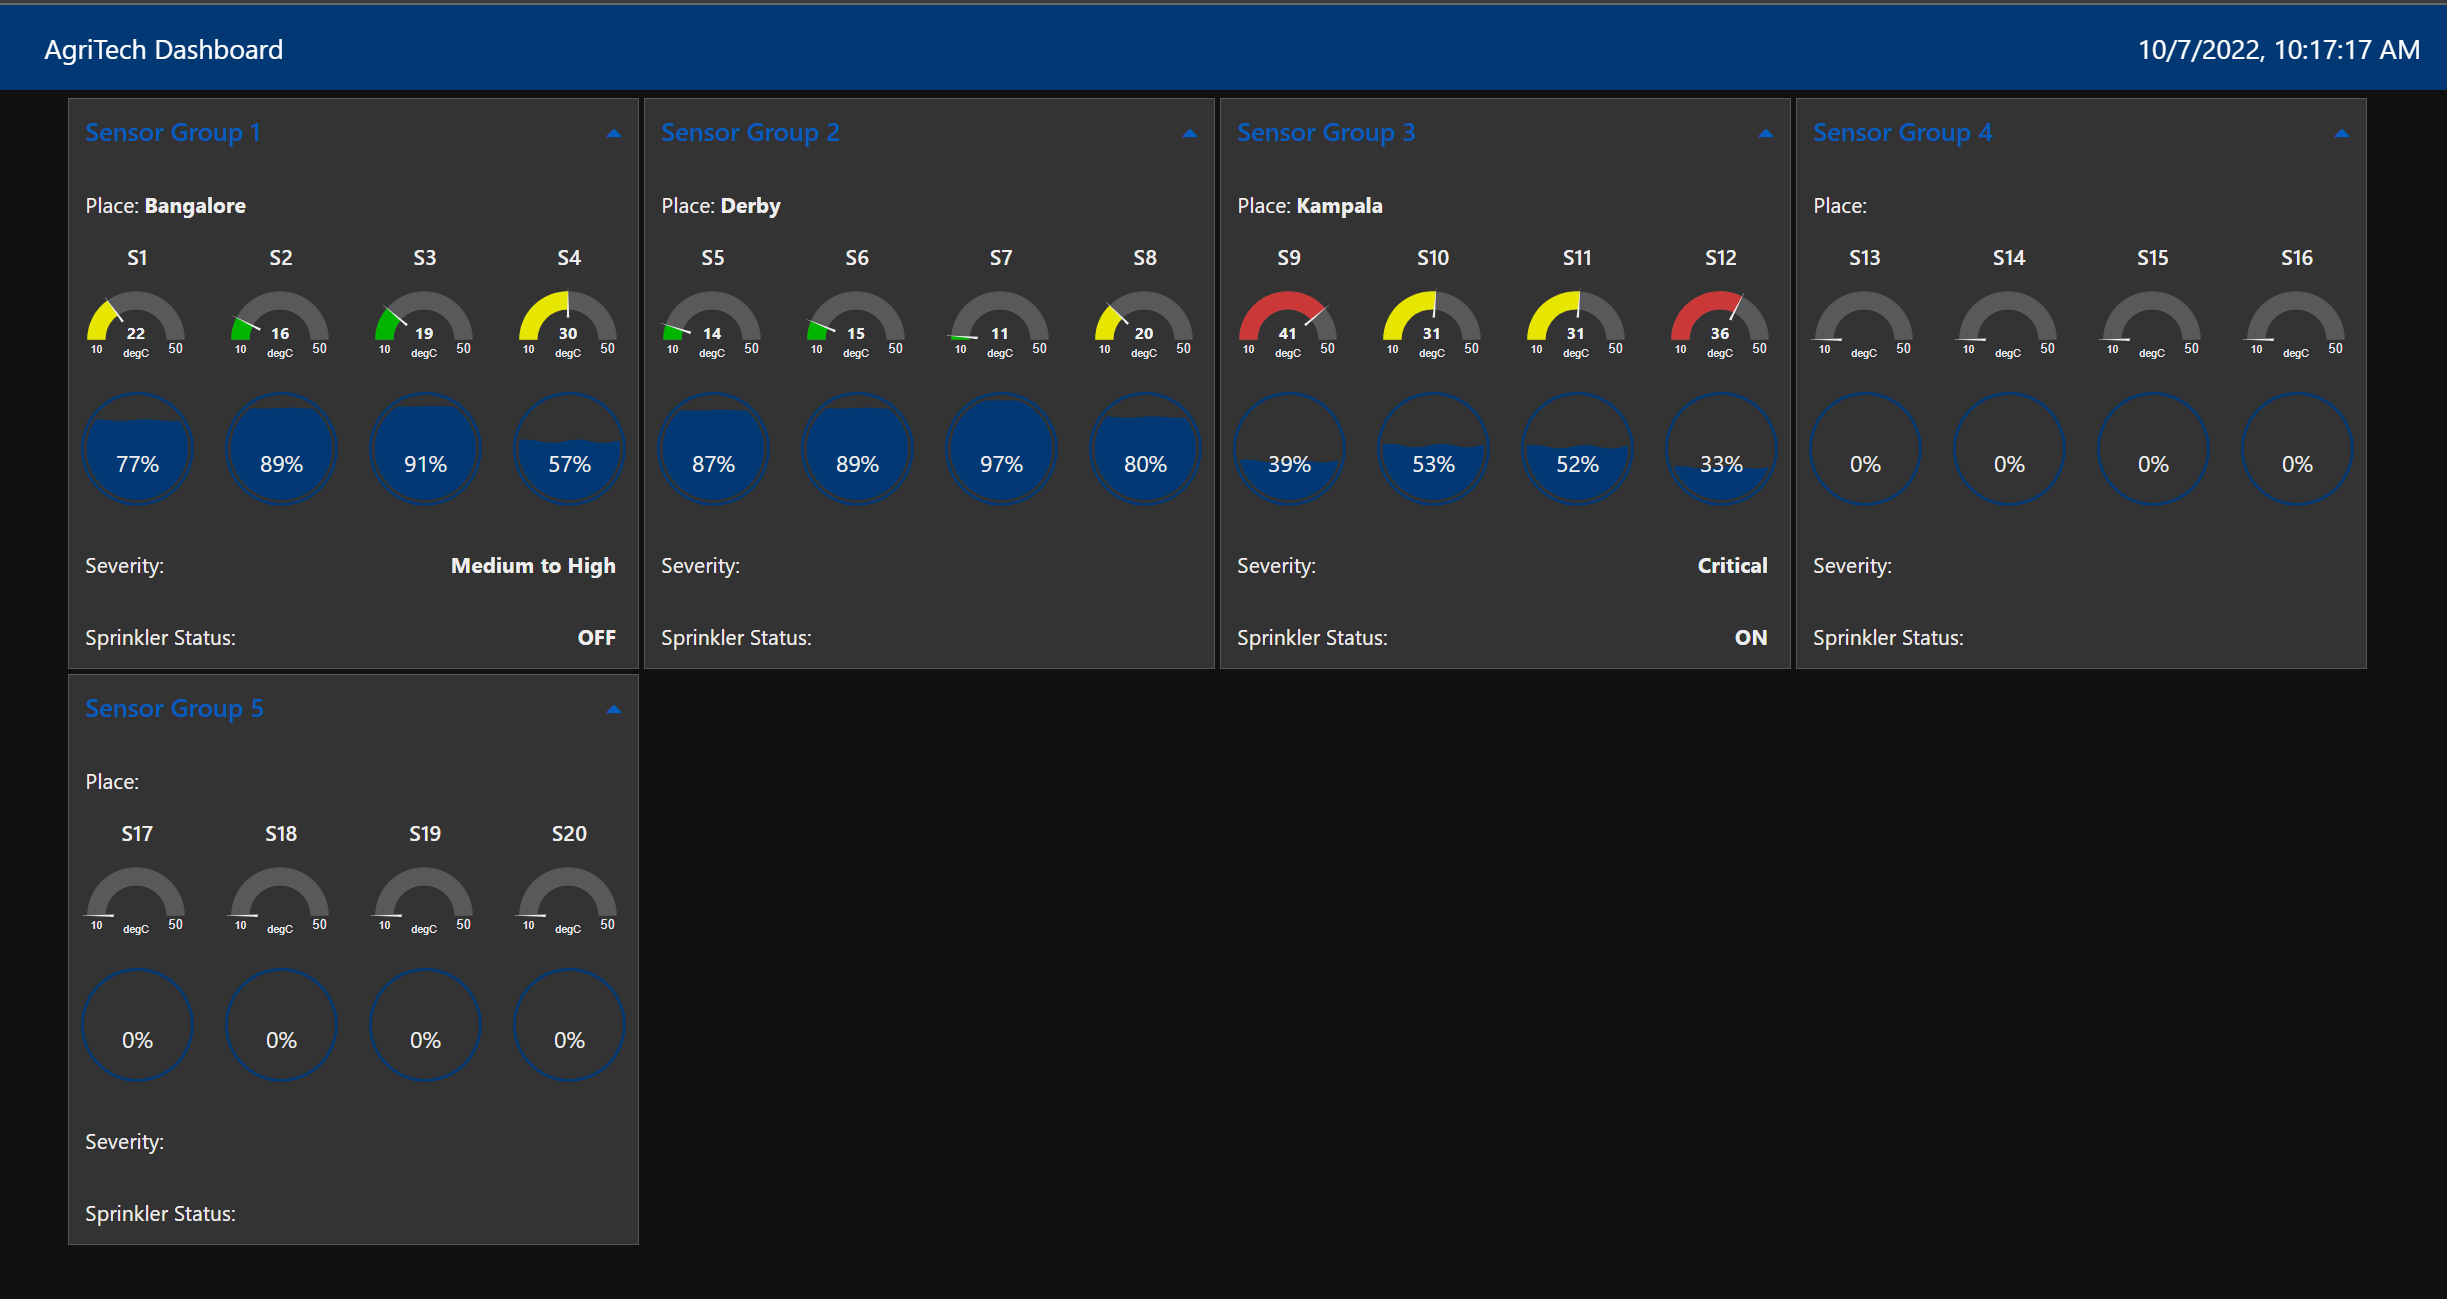 AgriTech Dashboard
10/7/2022, 10:17:17 AM
Sensor Group 1
Place: Bangalore
S1 S2 S3 S4
22 16 19 30
10 degC 50 10 degC 50 10 degC 50 10 degC 50
77% 89% 91% 57%
Severity: Medium to High
Sprinkler Status: OFF
Sensor Group 2
Place: Derby
S5 S6 S7 S8
14 15 11 20
10 degC 50 10 degC 50 10 degC 50 10 degC 50
87% 89% 97% 80%
Severity:
Sprinkler Status:
Sensor Group 3
Place: Kampala
S9 S10 S11 S12
41 31 31 36
10 degC 50 10 degC 50 10 degC 50 10 degC 50
39% 53% 52% 33%
Severity: Critical
Sprinkler Status: ON
Sensor Group 4
Place:
S13 S14 S15 S16
10 degC 50 10 degC 50 10 degC 50 10 degC 50
0% 0% 0% 0%
Severity:
Sprinkler Status:
Sensor Group 5
Place:
S17 S18 S19 S20
10 degC 50 10 degC 50 10 degC 50 10 degC 50
0% 0% 0% 0%
Severity:
Sprinkler Status: